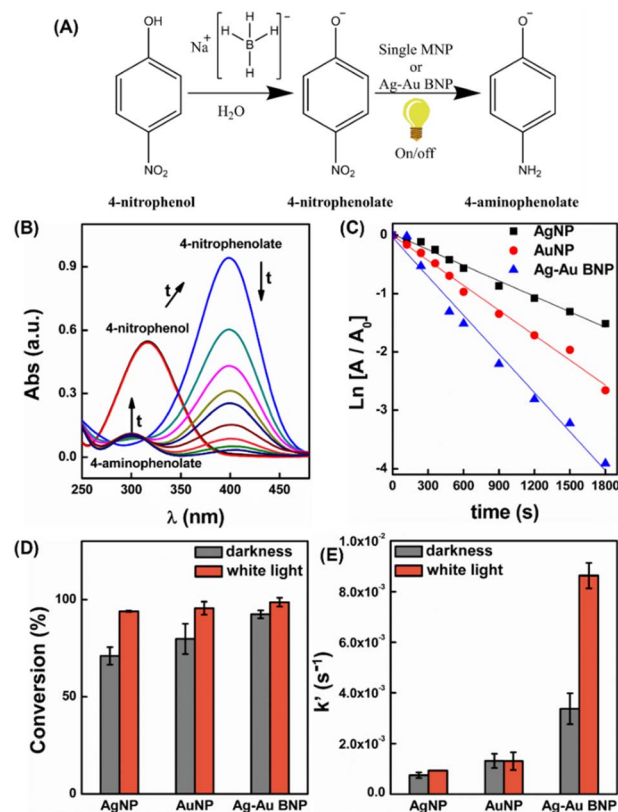 (A)
OH
NO₂
4-nitrophenol
Na⁺
H
H B H
H
−
H₂O
O⁻
NO₂
4-nitrophenolate
Single MNP
or
Ag-Au BNP
On/off
O⁻
NH₂
4-aminophenolate
(B)
Abs (a.u.)
0.9
0.6
0.3
0.0
4-nitrophenolate
t
t
4-nitrophenol
t
4-aminophenolate
250 300 350 400 450
λ (nm)
(C)
Ln [A / A₀]
0
-1
-2
-3
-4
AgNP
AuNP
Ag-Au BNP
0 300 600 900 1200 1500 1800
time (s)
(D)
Conversion (%)
100
50
0
darkness
white light
AgNP AuNP Ag-Au BNP
(E)
k' (s⁻¹)
1.0x10⁻²
8.0x10⁻³
6.0x10⁻³
4.0x10⁻³
2.0x10⁻³
0.0
darkness
white light
AgNP AuNP Ag-Au BNP